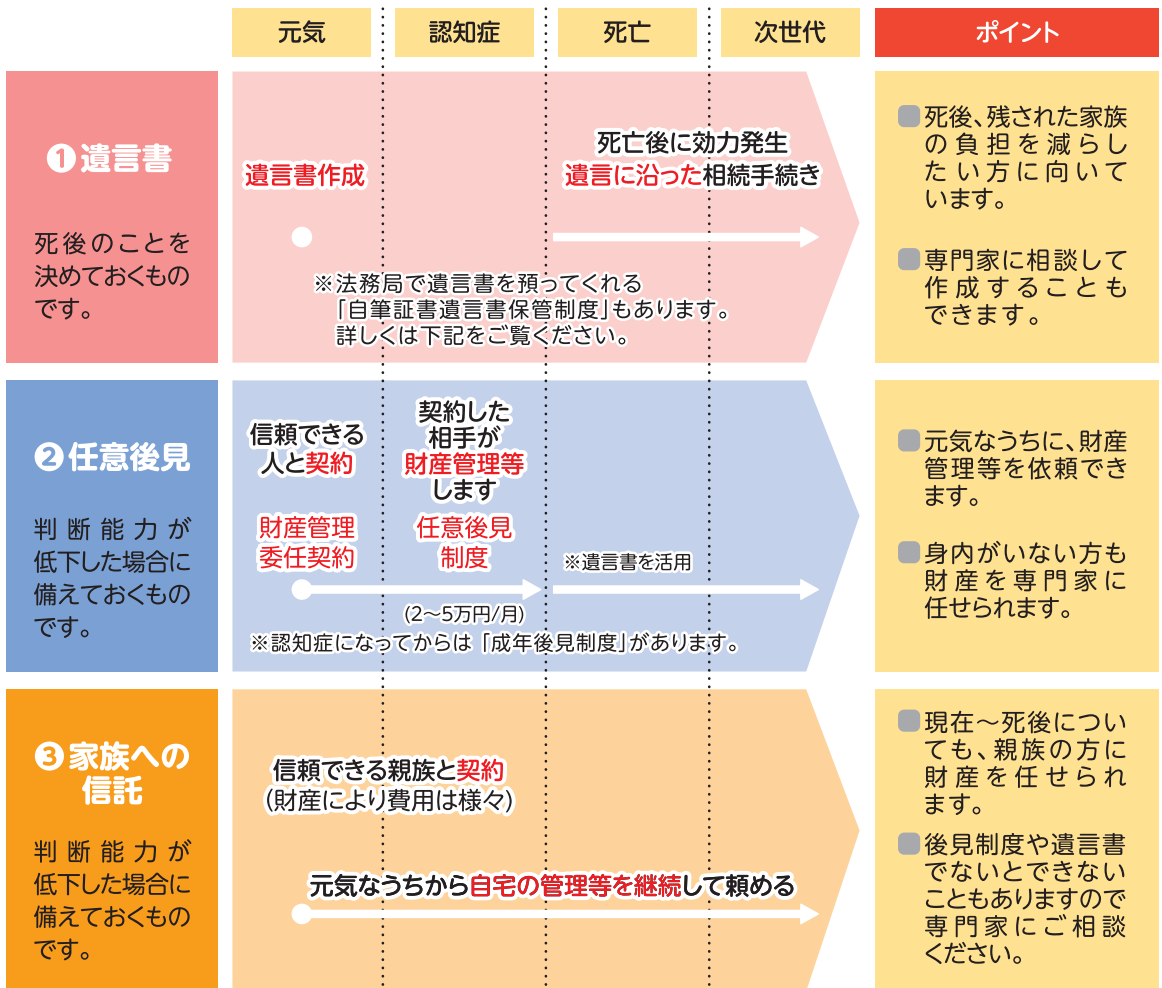 元気
認知症
死亡
次世代
ポイント
❶遺言書
死後のことを
決めておくもの
です。
遺言書作成
死亡後に効力発生
遺言に沿った相続手続き
※法務局で遺言書を預ってくれる
「自筆証書遺言書保管制度」もあります。
詳しくは下記をご覧ください。
死後、残された家族
の負担を減らし
たい方に向いて
います。
専門家に相談して
作成することも
できます。
❷任意後見
判断能力が
低下した場合に
備えておくもの
です。
信頼できる
人と契約
財産管理
委任契約
契約した
相手が
財産管理等
します
任意後見
制度
(2〜5万円/月)
※遺言書を活用
※認知症になってからは「成年後見制度」があります。
元気なうちに、財産
管理等を依頼でき
ます。
身内がいない方も
財産を専門家に
任せられます。
❸家族への
信託
判断能力が
低下した場合に
備えておくもの
です。
信頼できる親族と契約
(財産により費用は様々)
元気なうちから自宅の管理等を継続して頼める
現在〜死後につい
ても、親族の方に
財産を任せられ
ます。
後見制度や遺言書
でないとできない
こともありますので
専門家にご相談
ください。